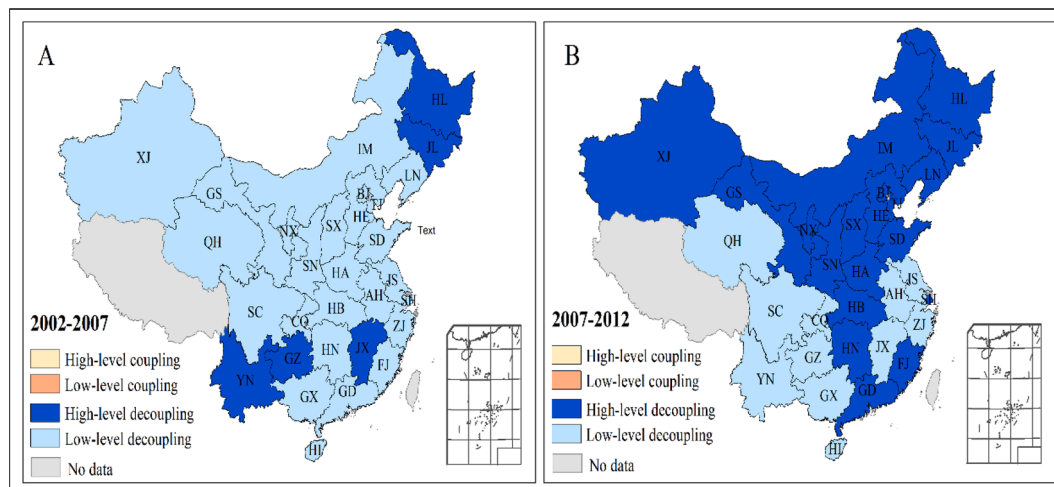 A
HL
JL
XJ
IM
LN
GS
BJ
TJ
HE
SX
NX
SD
Text
QH
SN
HA
JS
AH
SH
SC
HB
CQ
ZJ
2002-2007
HN
JX
GZ
FJ
YN
GX
GD
HI
High-level coupling
Low-level coupling
High-level decoupling
Low-level decoupling
No data
B
HL
JL
XJ
IM
LN
GS
BJ
HE
SX
NX
SD
QH
SN
HA
JS
AH
SH
SC
HB
CQ
ZJ
2007-2012
HN
JX
GZ
FJ
YN
GX
GD
HI
High-level coupling
Low-level coupling
High-level decoupling
Low-level decoupling
No data